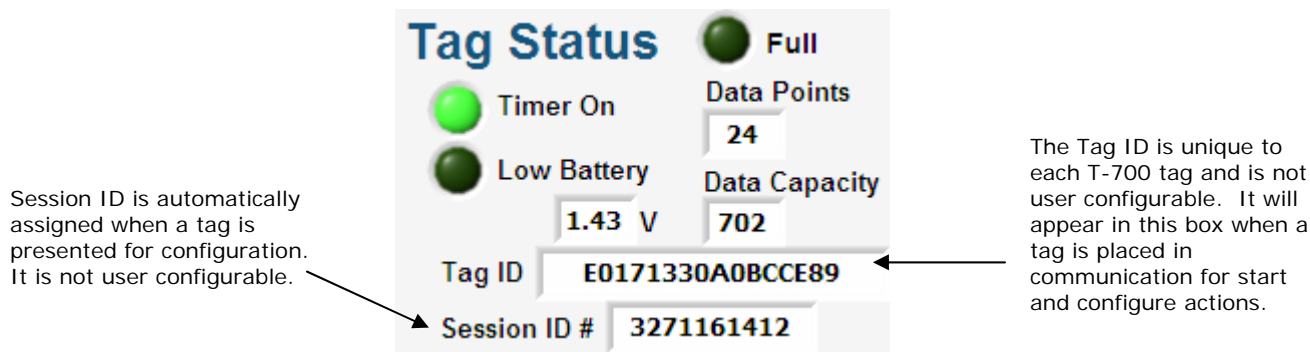 Tag Status
Full
Timer On
Data Points
24
Low Battery
Data Capacity
1.43 V
702
Tag ID
E0171330A0BCCE89
Session ID #
3271161412
Session ID is automatically
assigned when a tag is
presented for configuration.
It is not user configurable.
The Tag ID is unique to
each T-700 tag and is not
user configurable. It will
appear in this box when a
tag is placed in
communication for start
and configure actions.